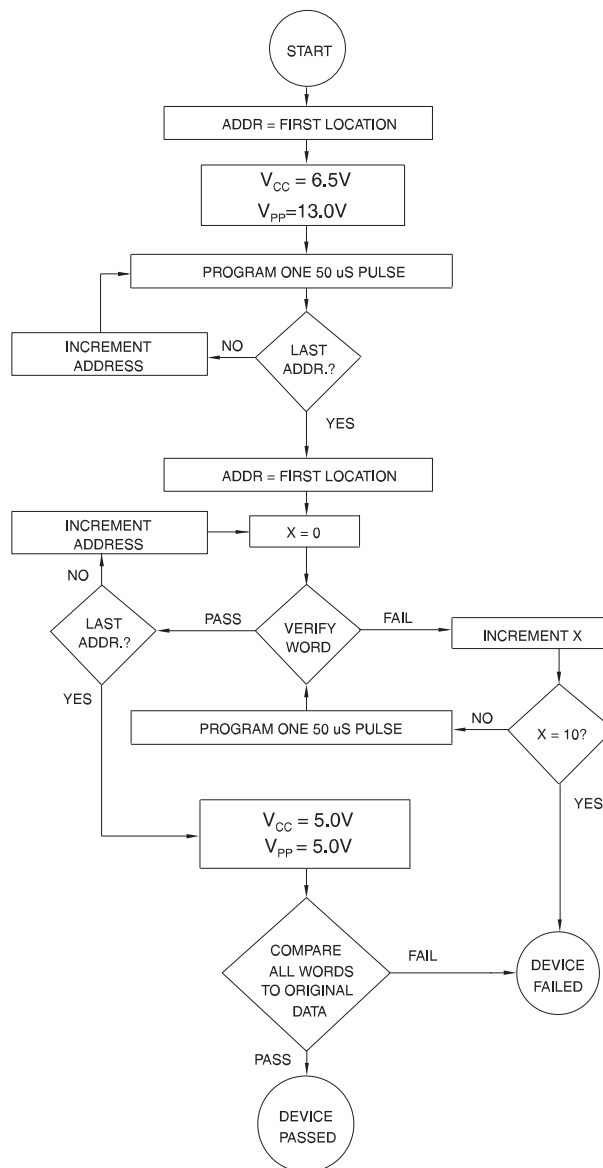 START
ADDR = FIRST LOCATION
VCC = 6.5V
VPP=13.0V
PROGRAM ONE 50 uS PULSE
INCREMENT
ADDRESS
NO
LAST
ADDR.?
YES
ADDR = FIRST LOCATION
INCREMENT
ADDRESS
X = 0
NO
LAST
ADDR.?
PASS
VERIFY
WORD
FAIL
INCREMENT X
YES
PROGRAM ONE 50 uS PULSE
NO
X = 10?
YES
VCC = 5.0V
VPP = 5.0V
COMPARE
ALL WORDS
TO ORIGINAL
DATA
FAIL
DEVICE
FAILED
PASS
DEVICE
PASSED